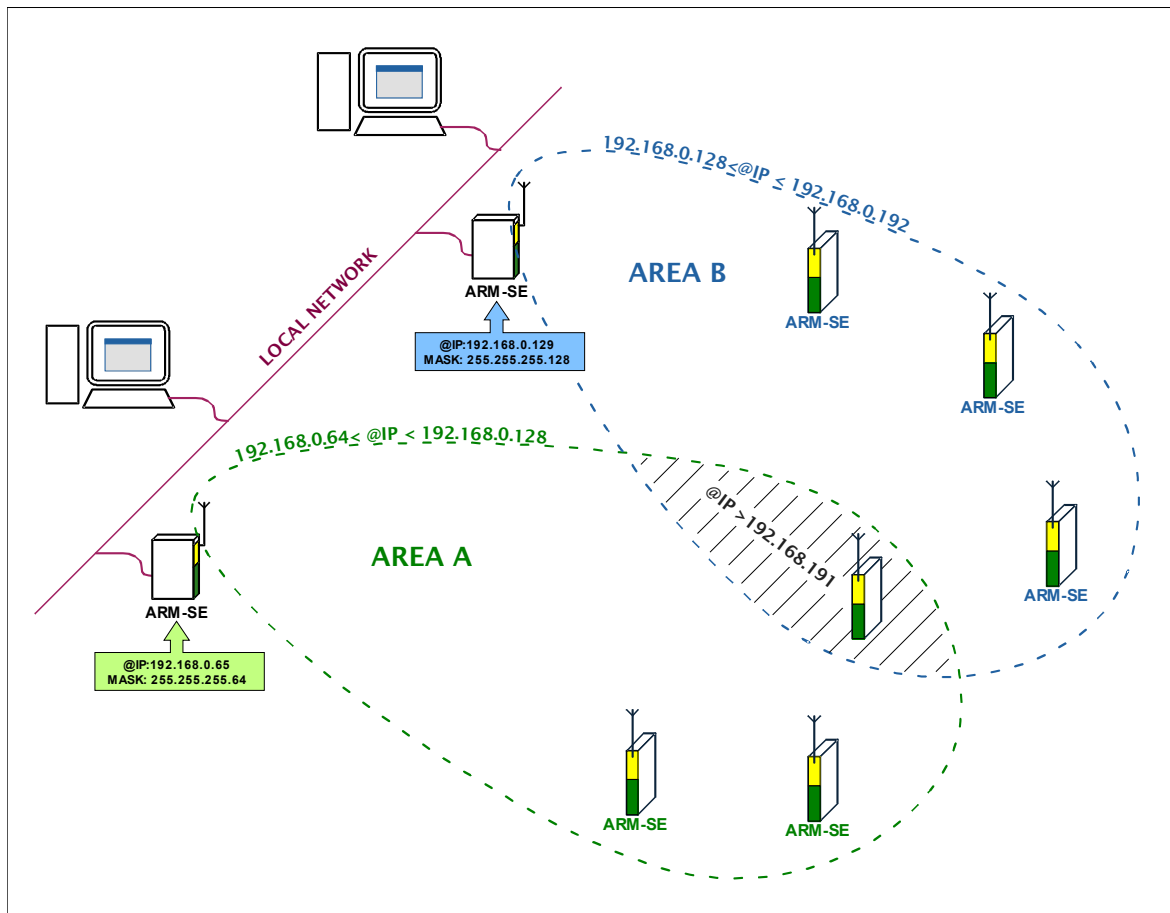 192.168.0.128≤@IP < 192.168.0.192
AREA B
ARM-SE
ARM-SE
ARM-SE
LOCAL NETWORK
@IP:192.168.0.129
MASK: 255.255.255.128
ARM-SE
192.168.0.64< @IP < 192.168.0.128
@IP >192.168.191
AREA A
ARM-SE
ARM-SE
@IP:192.168.0.65
MASK: 255.255.255.64
ARM-SE
ARM-SE